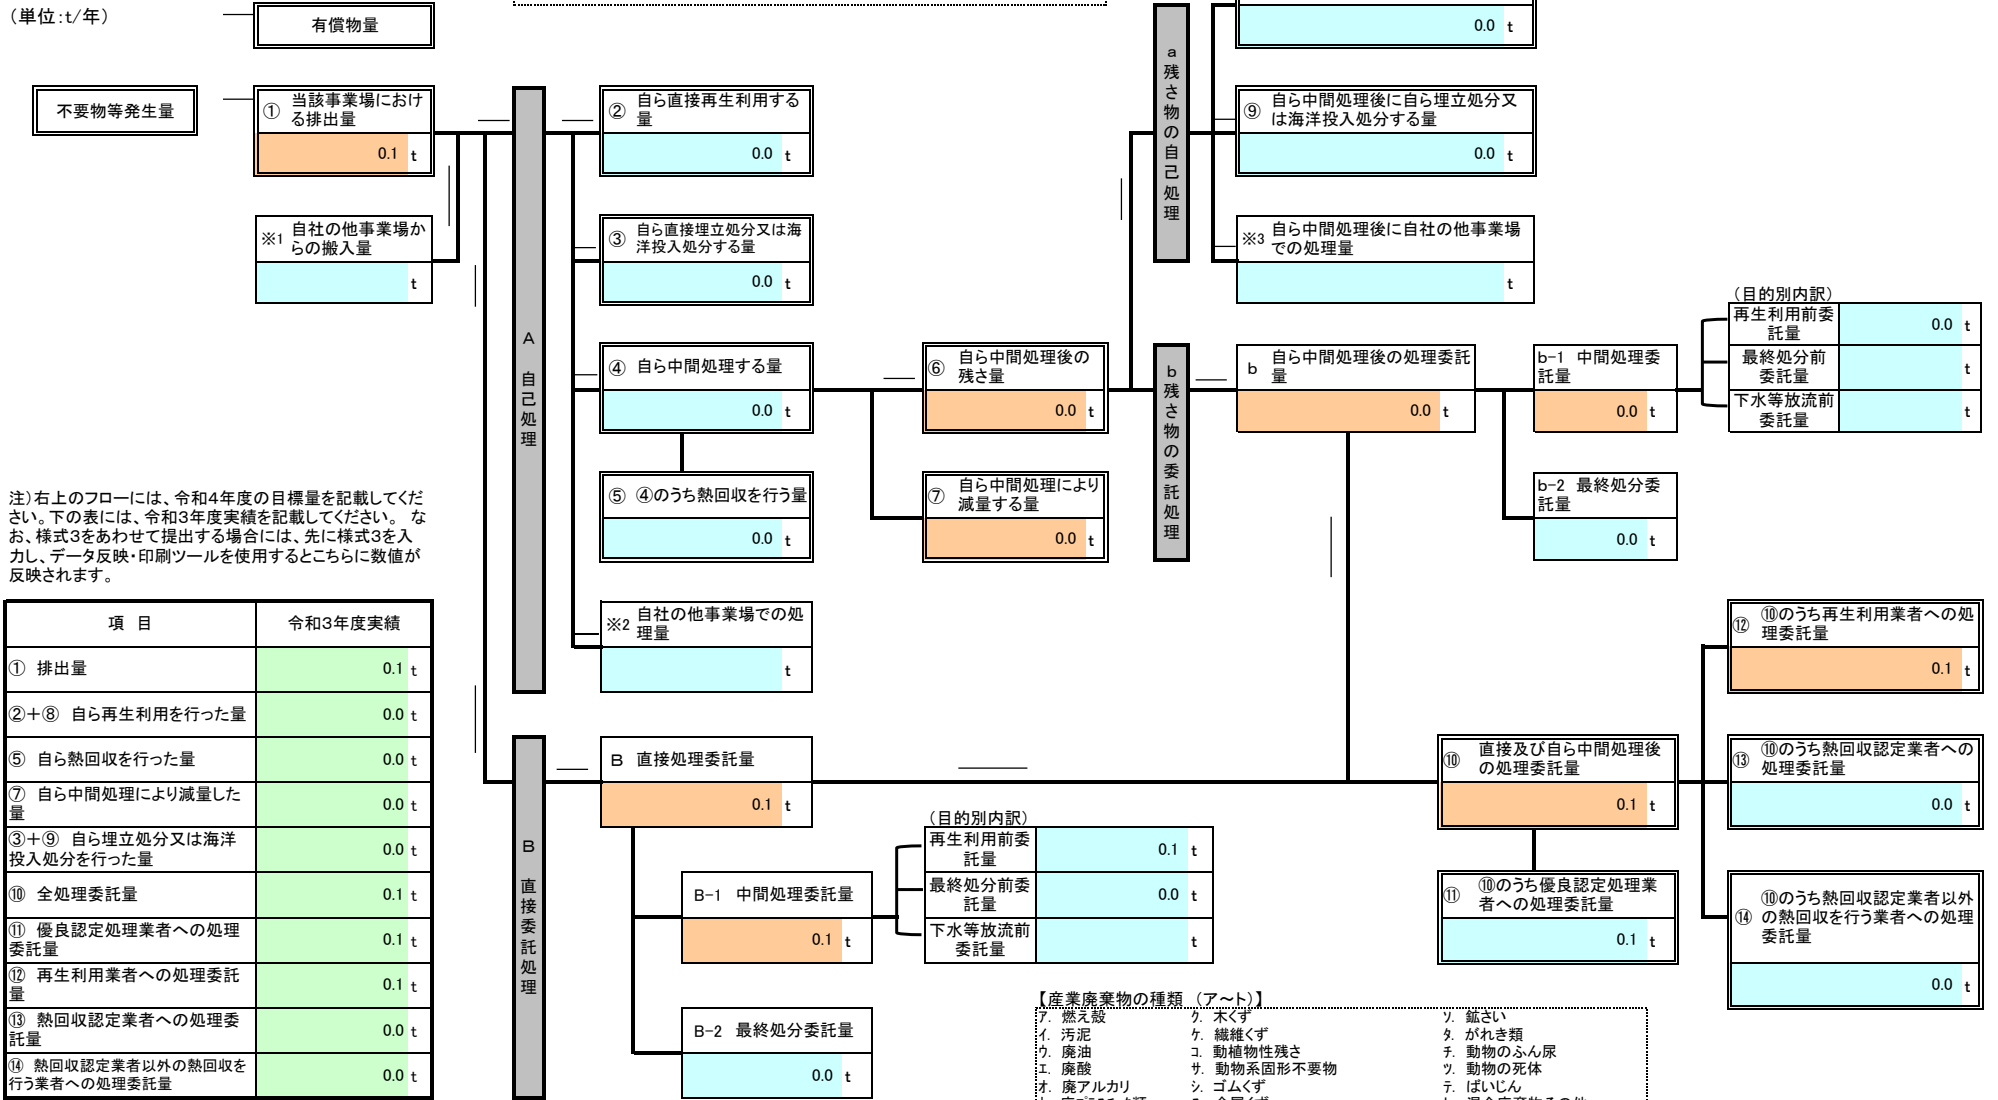 （単位:t/年）
有償物量
0.0 t
不要物等発生量
① 当該事業場におけ
る排出量
0.1 t
② 自ら直接再生利用する
量
0.0 t
a 残さ物の自己処理
⑨ 自ら中間処理後に自ら埋立処分又
は海洋投入処分する量
0.0 t
※1 自社の他事業場か
らの搬入量
t
③ 自ら直接埋立処分又は海
洋投入処分する量
0.0 t
※3 自ら中間処理後に自社の他事業場
での処理量
t
A 自己処理
④ 自ら中間処理する量
0.0 t
⑥ 自ら中間処理後の
残さ量
0.0 t
b 残さ物の委託処理
b 自ら中間処理後の処理委託
量
0.0 t
b-1 中間処理委
託量
0.0 t
（目的別内訳）
再生利用前委
託量
0.0 t
最終処分前
委託量
t
下水等放流前
委託量
t
⑤ ④のうち熱回収を行う量
0.0 t
⑦ 自ら中間処理により
減量する量
0.0 t
b-2 最終処分委
託量
0.0 t
注）右上のフローには、令和4年度の目標量を記載してくだ
さい。下の表には、令和3年度実績を記載してください。 な
お、様式3をあわせて提出する場合には、先に様式3を入
力し、データ反映・印刷ツールを使用するとこちらに数値が
反映されます。
※2 自社の他事業場での処
理量
t
項 目 令和3年度実績
① 排出量 0.1 t
②＋⑧ 自ら再生利用を行った量 0.0 t
⑤ 自ら熱回収を行った量 0.0 t
⑦ 自ら中間処理により減量した
量 0.0 t
③＋⑨ 自ら埋立処分又は海洋
投入処分を行った量 0.0 t
⑩ 全処理委託量 0.1 t
⑪ 優良認定処理業者への処理
委託量 0.1 t
⑫ 再生利用業者への処理委託
量 0.1 t
⑬ 熱回収認定業者への処理委
託量 0.0 t
⑭ 熱回収認定業者以外の熱回収を
行う業者への処理委託量 0.0 t
B 直接委託処理
B 直接処理委託量
0.1 t
B-1 中間処理委託量
0.1 t
（目的別内訳）
再生利用前委
託量
0.1 t
最終処分前委
託量
0.0 t
下水等放流前
委託量
t
B-2 最終処分委託量
0.0 t
⑩ 直接及び自ら中間処理後
の処理委託量
0.1 t
⑪ ⑩のうち優良認定処理業
者への処理委託量
0.1 t
⑫ ⑩のうち再生利用業者への処
理委託量
0.1 t
⑬ ⑩のうち熱回収認定業者への
処理委託量
0.0 t
⑭ ⑩のうち熱回収認定業者以外
の熱回収を行う業者への処理
委託量
0.0 t
【産業廃棄物の種類 （ア～ト）】
ア. 燃え殻 ク. 木くず ソ. 鉱さい
イ. 汚泥 ケ. 繊維くず タ. がれき類
ウ. 廃油 コ. 動植物性残さ チ. 動物のふん尿
エ. 廃酸 サ. 動物系固形不要物 ツ. 動物の死体
オ. 廃アルカリ シ. ゴムくず テ. ばいじん